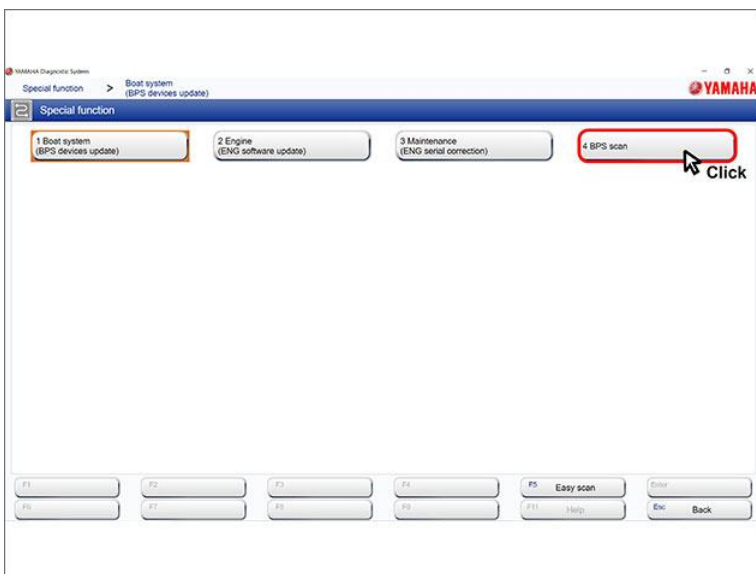 YAMAHA Diagnostic System
Special function > Boat system
(BPS devices update)
YAMAHA
Special function
1 Boat system
(BPS devices update)
2 Engine
(ENG software update)
3 Maintenance
(ENG serial correction)
4 BPS scan
Click
F1
F2
F3
F4
F5 Easy scan
Enter
F6
F7
F8
F9
F11 Help
Esc Back